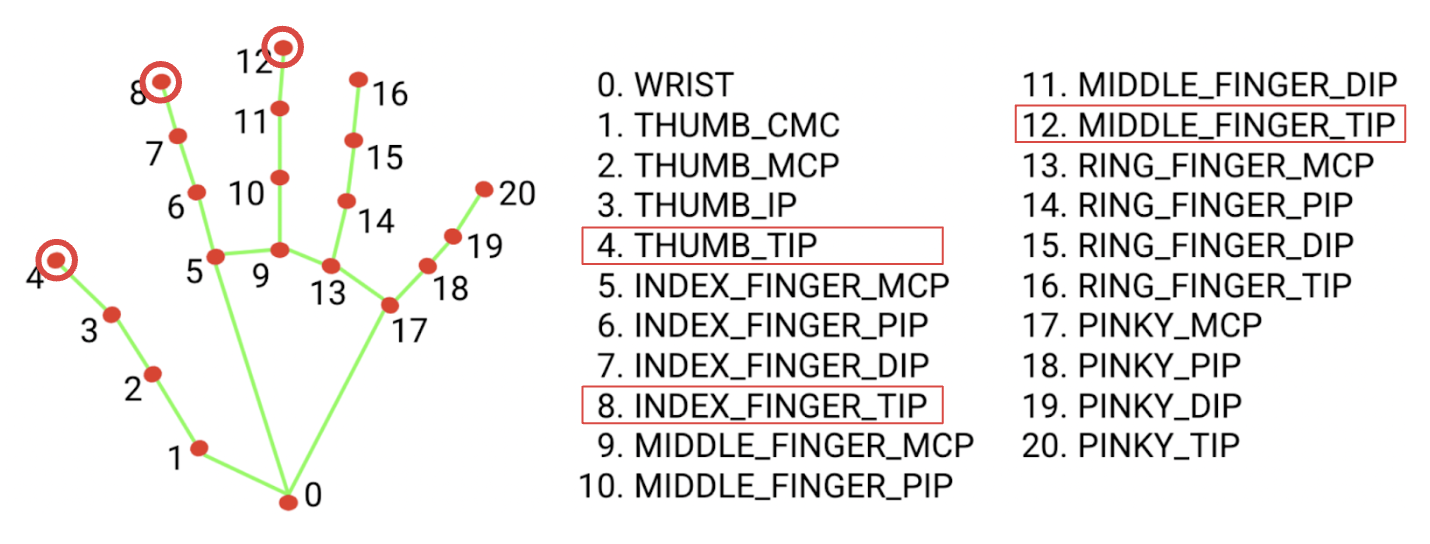 12
8
16
11
7
15
10
20
6
14
19
5
9
4
13
18
3
17
2
1
0
0. WRIST
1. THUMB_CMC
2. THUMB_MCP
3. THUMB_IP
4. THUMB_TIP
5. INDEX_FINGER_MCP
6. INDEX_FINGER_PIP
7. INDEX_FINGER_DIP
8. INDEX_FINGER_TIP
9. MIDDLE_FINGER_MCP
10. MIDDLE_FINGER_PIP
11. MIDDLE_FINGER_DIP
12. MIDDLE_FINGER_TIP
13. RING_FINGER_MCP
14. RING_FINGER_PIP
15. RING_FINGER_DIP
16. RING_FINGER_TIP
17. PINKY_MCP
18. PINKY_PIP
19. PINKY_DIP
20. PINKY_TIP